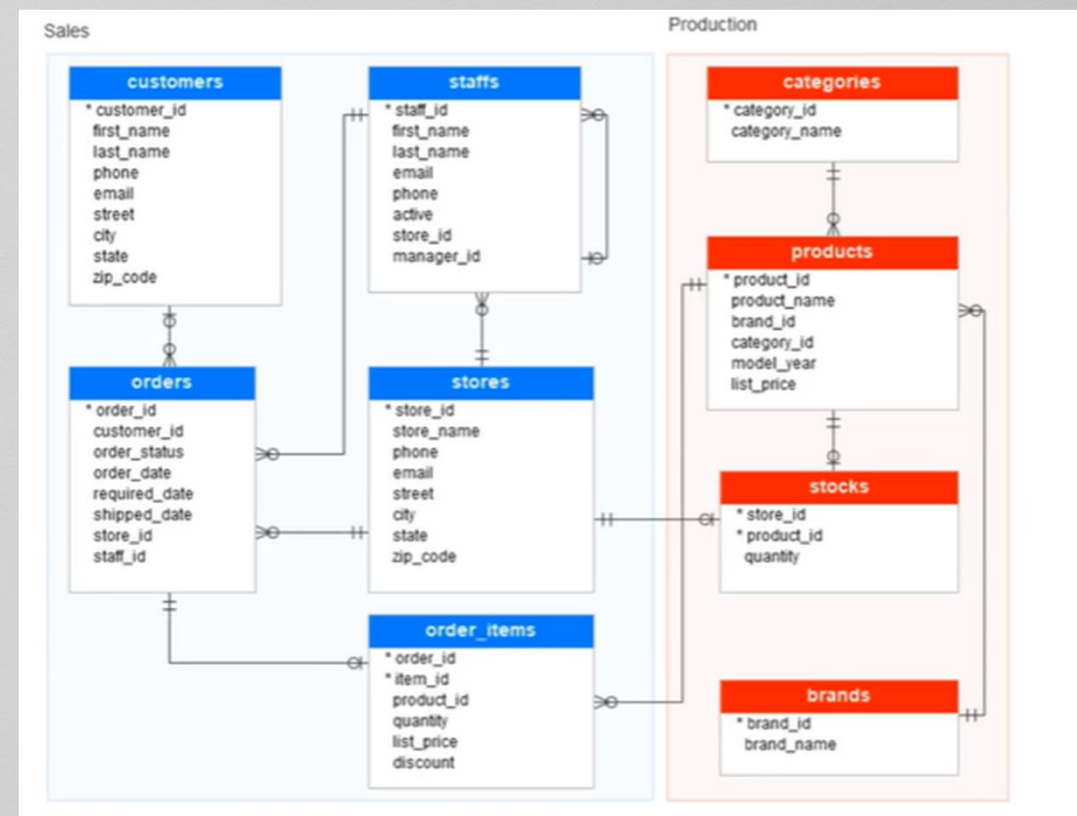 Sales
customers
* customer_id
first_name
last_name
phone
email
street
city
state
zip_code
staffs
* staff_id
first_name
last_name
email
phone
active
store_id
manager_id
orders
* order_id
customer_id
order_status
order_date
required_date
shipped_date
store_id
staff_id
stores
* store_id
store_name
phone
email
street
city
state
zip_code
order_items
* order_id
* item_id
product_id
quantity
list_price
discount
Production
categories
* category_id
category_name
products
* product_id
product_name
brand_id
category_id
model_year
list_price
stocks
* store_id
* product_id
quantity
brands
* brand_id
brand_name